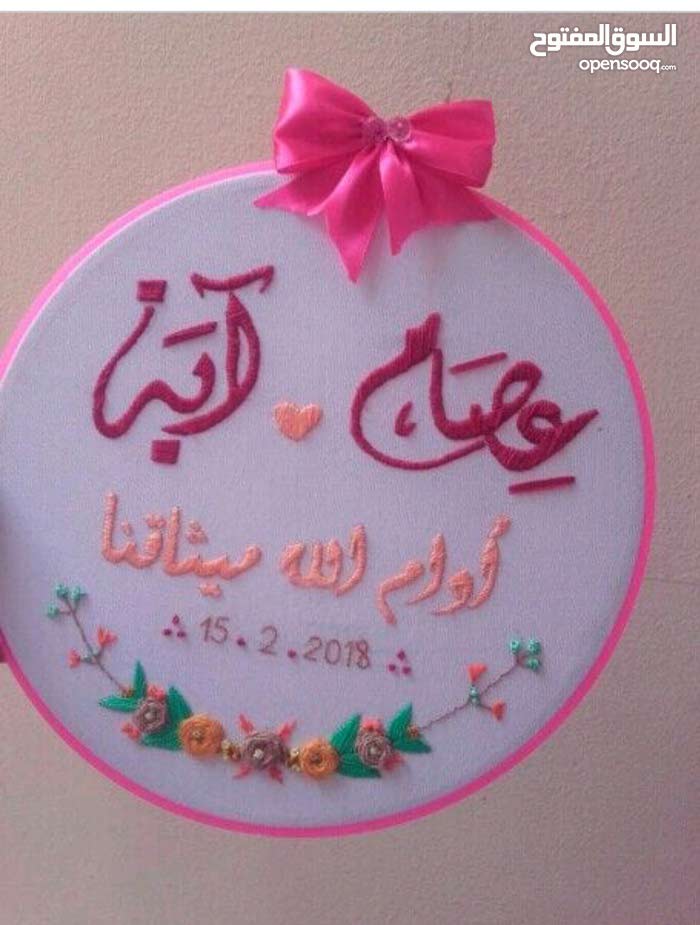 السوق المفتوح
opensooq.com
عصام آية
أدام الله ميثاقنا
15.2.2018